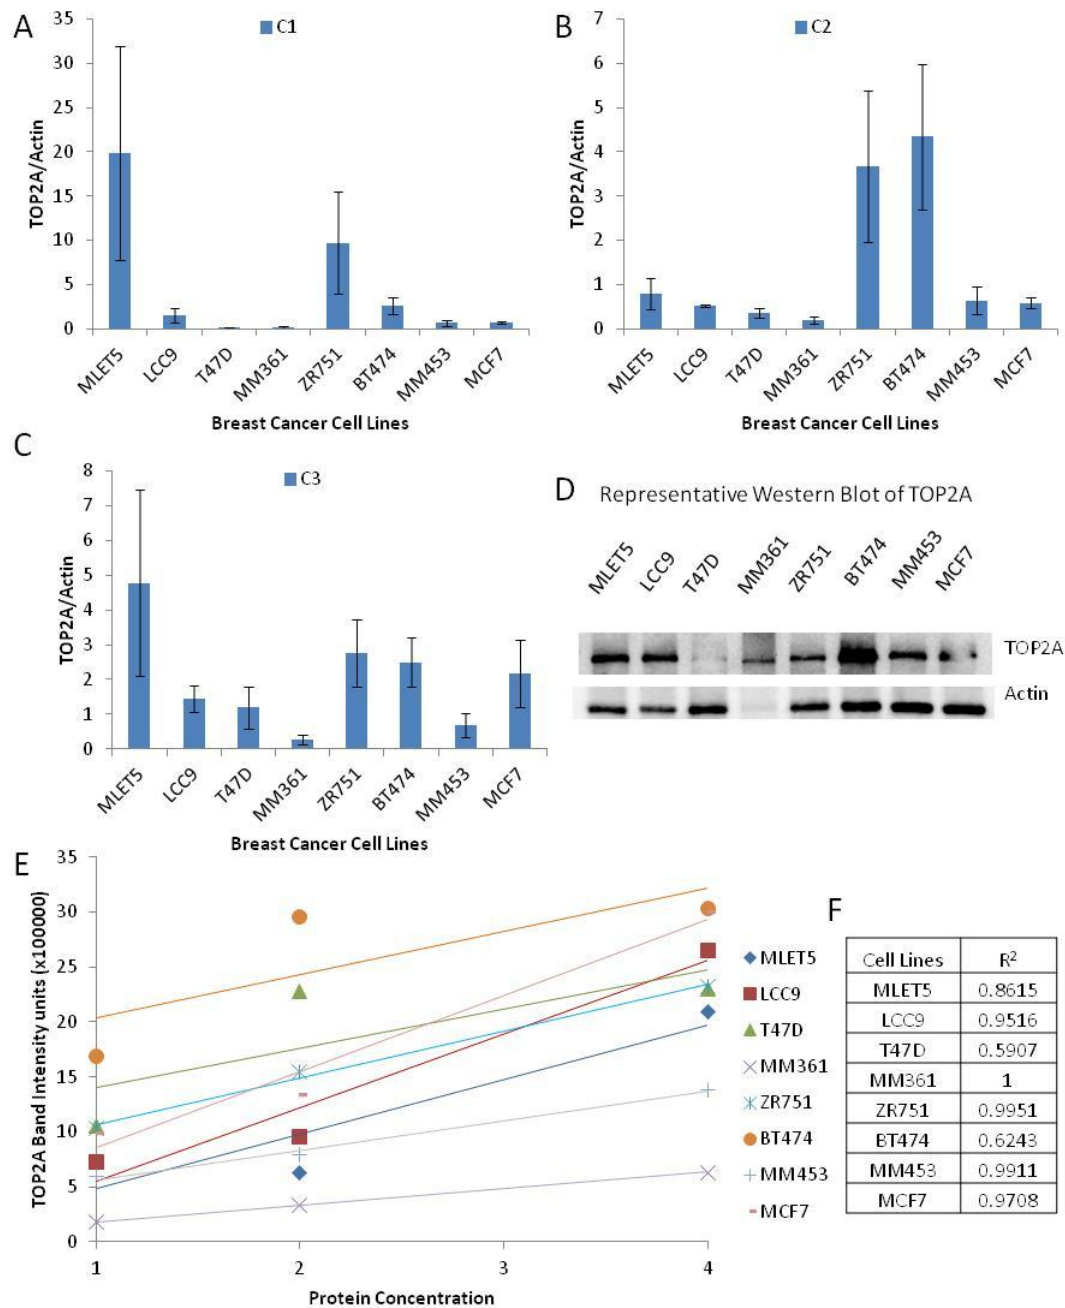 A
C1
35
30
25
20
15
10
5
0
TOP2A/Actin
MLET5
LCC9
T47D
MM361
ZR751
BT474
MM453
MCF7
Breast Cancer Cell Lines
B
C2
7
6
5
4
3
2
1
0
TOP2A/Actin
MLET5
LCC9
T47D
MM361
ZR751
BT474
MM453
MCF7
Breast Cancer Cell Lines
C
C3
8
7
6
5
4
3
2
1
0
TOP2A/Actin
MLET5
LCC9
T47D
MM361
ZR751
BT474
MM453
MCF7
Breast Cancer Cell Lines
D
Representative Western Blot of TOP2A
MLET5
LCC9
T47D
MM361
ZR751
BT474
MM453
MCF7
TOP2A
Actin
E
35
30
25
20
15
10
5
0
TOP2A Band Intensity units (x100000)
1
2
3
4
Protein Concentration
MLET5
LCC9
T47D
MM361
ZR751
BT474
MM453
MCF7
F
Cell Lines R²
MLET5 0.8615
LCC9 0.9516
T47D 0.5907
MM361 1
ZR751 0.9951
BT474 0.6243
MM453 0.9911
MCF7 0.9708